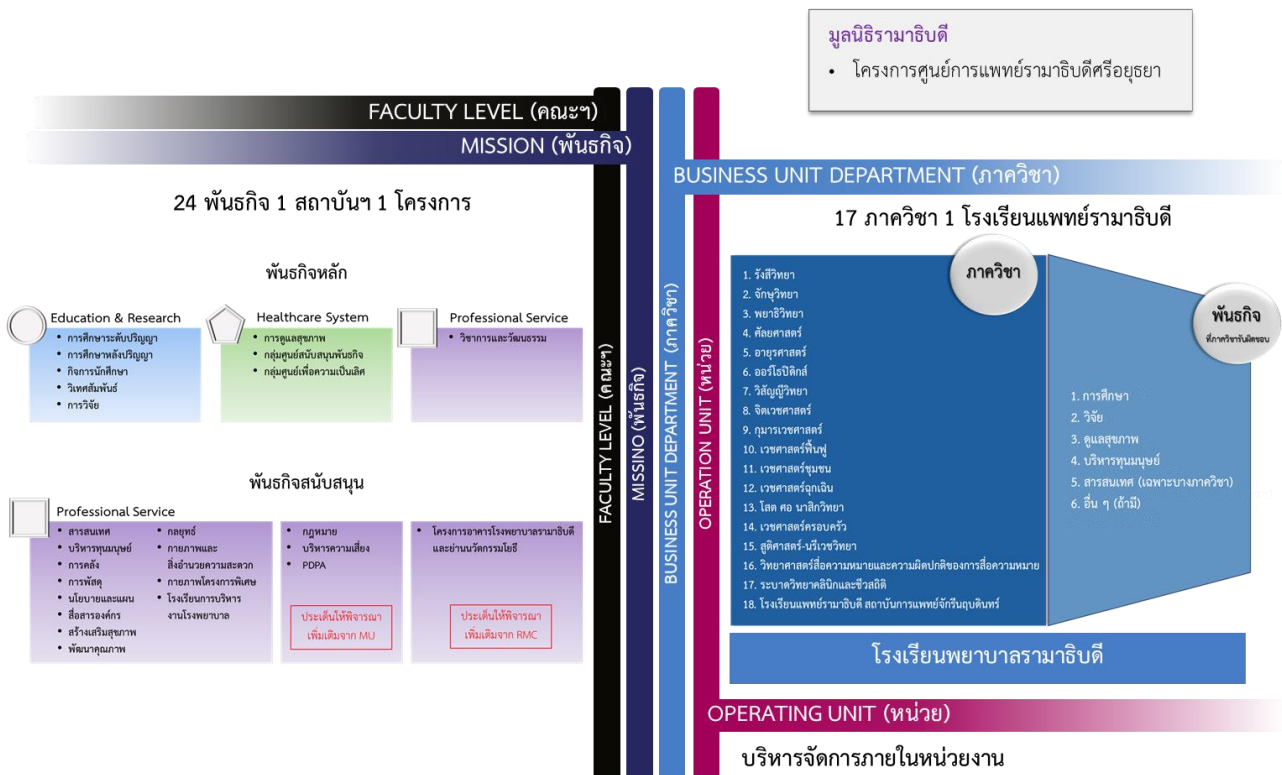 มูลนิธิรามาธิบดี
• โครงการศูนย์การแพทย์รามาธิบดีศรีอยุธยา
FACULTY LEVEL (คณะฯ)
MISSION (พันธกิจ)
24 พันธกิจ 1 สถาบันฯ 1 โครงการ
พันธกิจหลัก
Education & Research
• การศึกษาระดับปริญญา
• การศึกษาหลังปริญญา
• กิจการนักศึกษา
• วิเทศสัมพันธ์
• การวิจัย
Healthcare System
• การดูแลสุขภาพ
• กลุ่มศูนย์สนับสนุนพันธกิจ
• กลุ่มศูนย์เพื่อความเป็นเลิศ
Professional Service
• วิชาการและวัฒนธรรม
พันธกิจสนับสนุน
Professional Service
• สารสนเทศ
• บริหารทุนมนุษย์
• การคลัง
• การพัสดุ
• นโยบายและแผน
• สื่อสารองค์กร
• สร้างเสริมสุขภาพ
• พัฒนาคุณภาพ
• กลยุทธ์
• กายภาพและ
สิ่งอำนวยความสะดวก
• กายภาพโครงการพิเศษ
• โรงเรียนการบริหาร
งานโรงพยาบาล
• กฎหมาย
• บริหารความเสี่ยง
• PDPA
ประเด็นให้พิจารณา
เพิ่มเติมจาก MU
• โครงการอาคารโรงพยาบาลรามาธิบดี
และย่านนวัตกรรมโยธี
ประเด็นให้พิจารณา
เพิ่มเติมจาก RMC
FACULTY LEVEL (คณะฯ)
MISSINO (พันธกิจ)
BUSINESS UNIT DEPARTMENT (ภาควิชา)
OPERATION UNIT (หน่วย)
BUSINESS UNIT DEPARTMENT (ภาควิชา)
17 ภาควิชา 1 โรงเรียนแพทย์รามาธิบดี
ภาควิชา
1. รังสีวิทยา
2. จักษุวิทยา
3. พยาธิวิทยา
4. ศัลยศาสตร์
5. อายุรศาสตร์
6. ออร์โธปิดิกส์
7. วิสัญญีวิทยา
8. จิตเวชศาสตร์
9. กุมารเวชศาสตร์
10. เวชศาสตร์ฟื้นฟู
11. เวชศาสตร์ชุมชน
12. เวชศาสตร์ฉุกเฉิน
13. โสต ศอ นาสิกวิทยา
14. เวชศาสตร์ครอบครัว
15. สูติศาสตร์-นรีเวชวิทยา
16. วิทยาศาสตร์สื่อความหมายและความผิดปกติของการสื่อความหมาย
17. ระบาดวิทยาคลินิกและชีวสถิติ
18. โรงเรียนแพทย์รามาธิบดี สถาบันการแพทย์จักรีนฤบดินทร์
พันธกิจ
ที่ภาควิชารับผิดชอบ
1. การศึกษา
2. วิจัย
3. ดูแลสุขภาพ
4. บริหารทุนมนุษย์
5. สารสนเทศ (เฉพาะบางภาควิชา)
6. อื่น ๆ (ถ้ามี)
โรงเรียนพยาบาลรามาธิบดี
OPERATING UNIT (หน่วย)
บริหารจัดการภายในหน่วยงาน